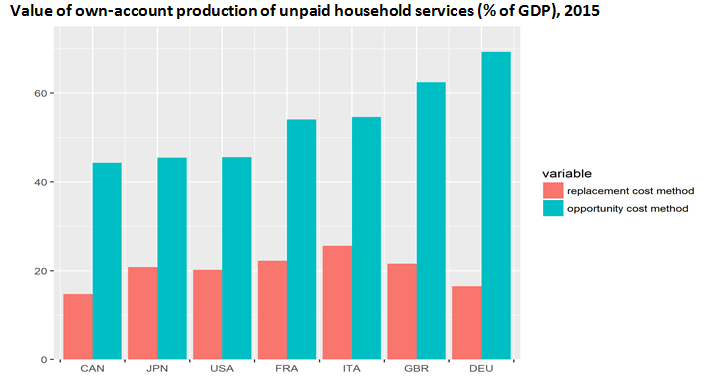 Value of own-account production of unpaid household services (% of GDP), 2015
60
40
20
0
CAN JPN USA FRA ITA GBR DEU
variable
replacement cost method
opportunity cost method